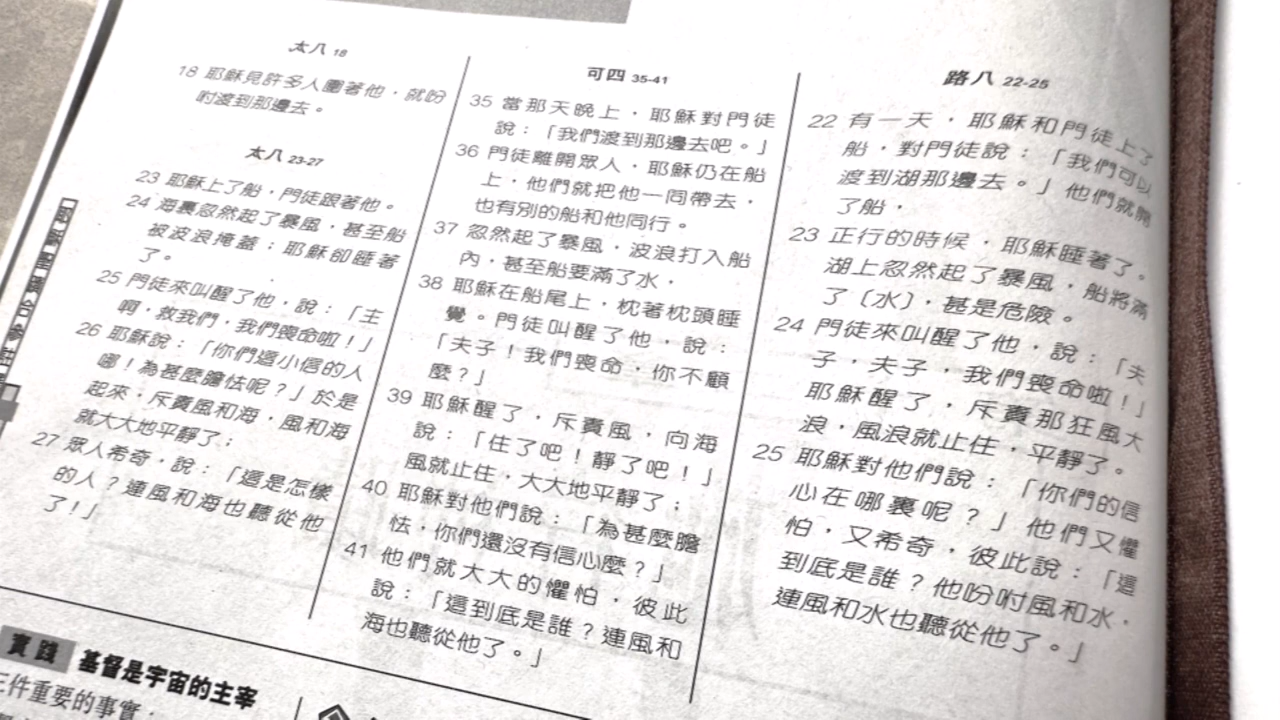 太八 18
18 耶穌見許多人圍著他，就吩
咐渡到那邊去。
太八 23-27
23 耶穌上了船，門徒跟著他。
24 海裏忽然起了暴風，甚至船
被波浪掩蓋；耶穌卻睡著
了。
25 門徒來叫醒了他，說：「主
啊，救我們，我們喪命啦！」
26 耶穌說：「你們這小信的人
哪！為甚麼膽怯呢？」於是
起來，斥責風和海，風和海
就大大地平靜了；
27 眾人希奇，說：「這是怎樣
的人？連風和海也聽從他
了！」
可四 35-41
35 當那天晚上，耶穌對門徒
說：「我們渡到那邊去吧。」
36 門徒離開眾人，耶穌仍在船
上，他們就把他一同帶去，
也有別的船和他同行。
37 忽然起了暴風，波浪打入船
內，甚至船要滿了水，
38 耶穌在船尾上，枕著枕頭睡
覺。門徒叫醒了他，說：
「夫子！我們喪命，你不顧
麼？」
39 耶穌醒了，斥責風，向海
說：「住了吧！靜了吧！」
風就止住，大大地平靜了；
40 耶穌對他們說：「為甚麼膽
怯，你們還沒有信心麼？」
41 他們就大大的懼怕，彼此
說：「這到底是誰？連風和
海也聽從他了。」
路八 22-25
22 有一天，耶穌和門徒上了
船，對門徒說：「我們可以
渡到湖那邊去。」他們就開
了船，
23 正行的時候，耶穌睡著了。
湖上忽然起了暴風，船將滿
了〔水〕，甚是危險。
24 門徒來叫醒了他，說：「夫
子，夫子，我們喪命啦！」
耶穌醒了，斥責那狂風大
浪，風浪就止住，平靜了。
25 耶穌對他們說：「你們的信
心在哪裏呢？」他們又懼
怕，又希奇，彼此說：「這
到底是誰？他吩咐風和水，
連風和水也聽從他了。」
實踐 基督是宇宙的主宰
三件重要的事實：